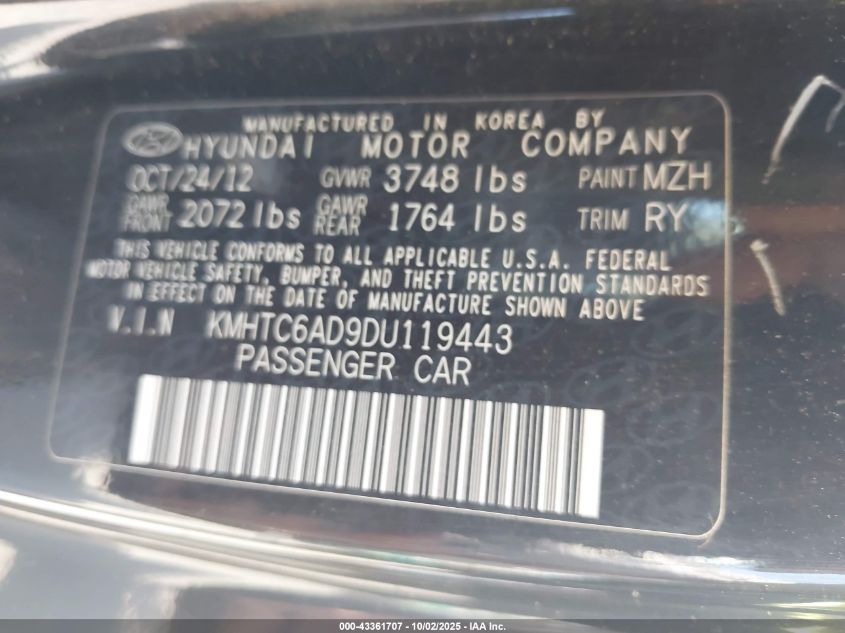 MANUFACTURED IN KOREA BY
HYUNDAI MOTOR COMPANY
OCT/24/12 GVWR 3748 lbs PAINT MZH
GAWR FRONT 2072 lbs GAWR REAR 1764 lbs TRIM RY
THIS VEHICLE CONFORMS TO ALL APPLICABLE U.S.A. FEDERAL
MOTOR VEHICLE SAFETY, BUMPER, AND THEFT PREVENTION STANDARDS
IN EFFECT ON THE DATE OF MANUFACTURE SHOWN ABOVE
V.I.N KMHTC6AD9DU119443
PASSENGER CAR
000-43361707 - 10/02/2025 - IAA Inc.